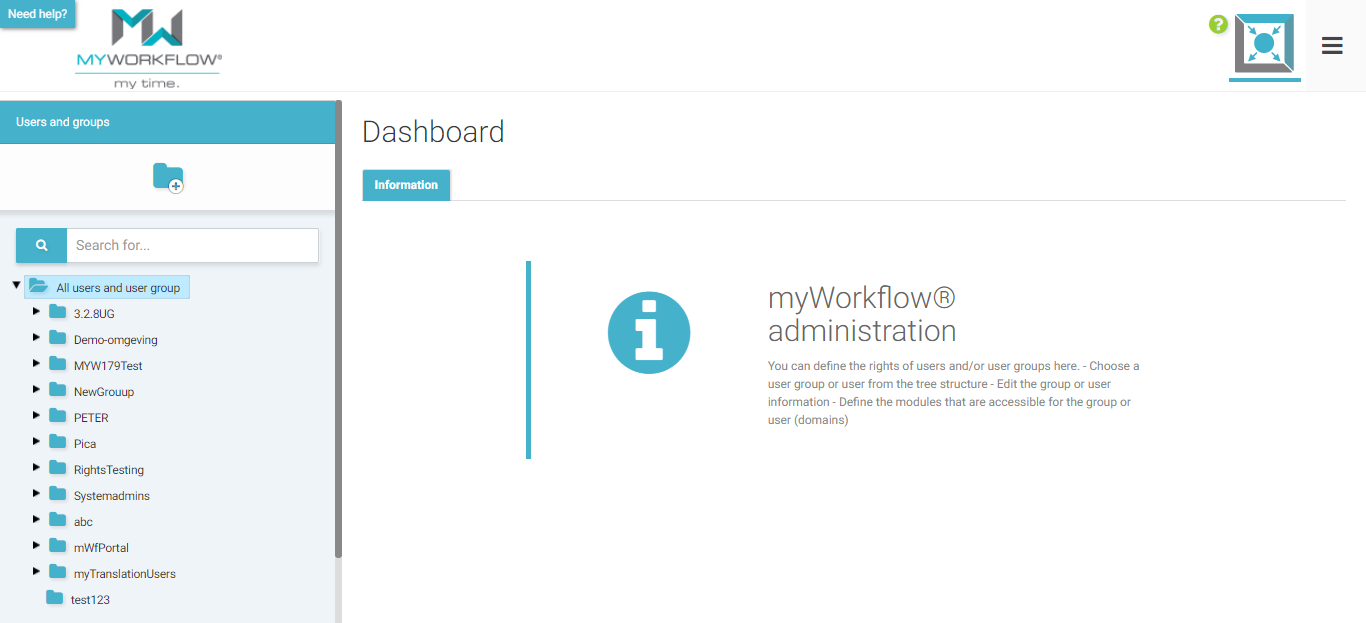 Need help?
MYWORKFLOW®
my time.
?
Users and groups
Search for...
All users and user group
3.2.8UG
Demo-omgeving
MYW179Test
NewGrouup
PETER
Pica
RightsTesting
Systemadmins
abc
mWfPortal
myTranslationUsers
test123
Dashboard
Information
myWorkflow®
administration
You can define the rights of users and/or user groups here. - Choose a
user group or user from the tree structure - Edit the group or user
information - Define the modules that are accessible for the group or
user (domains)